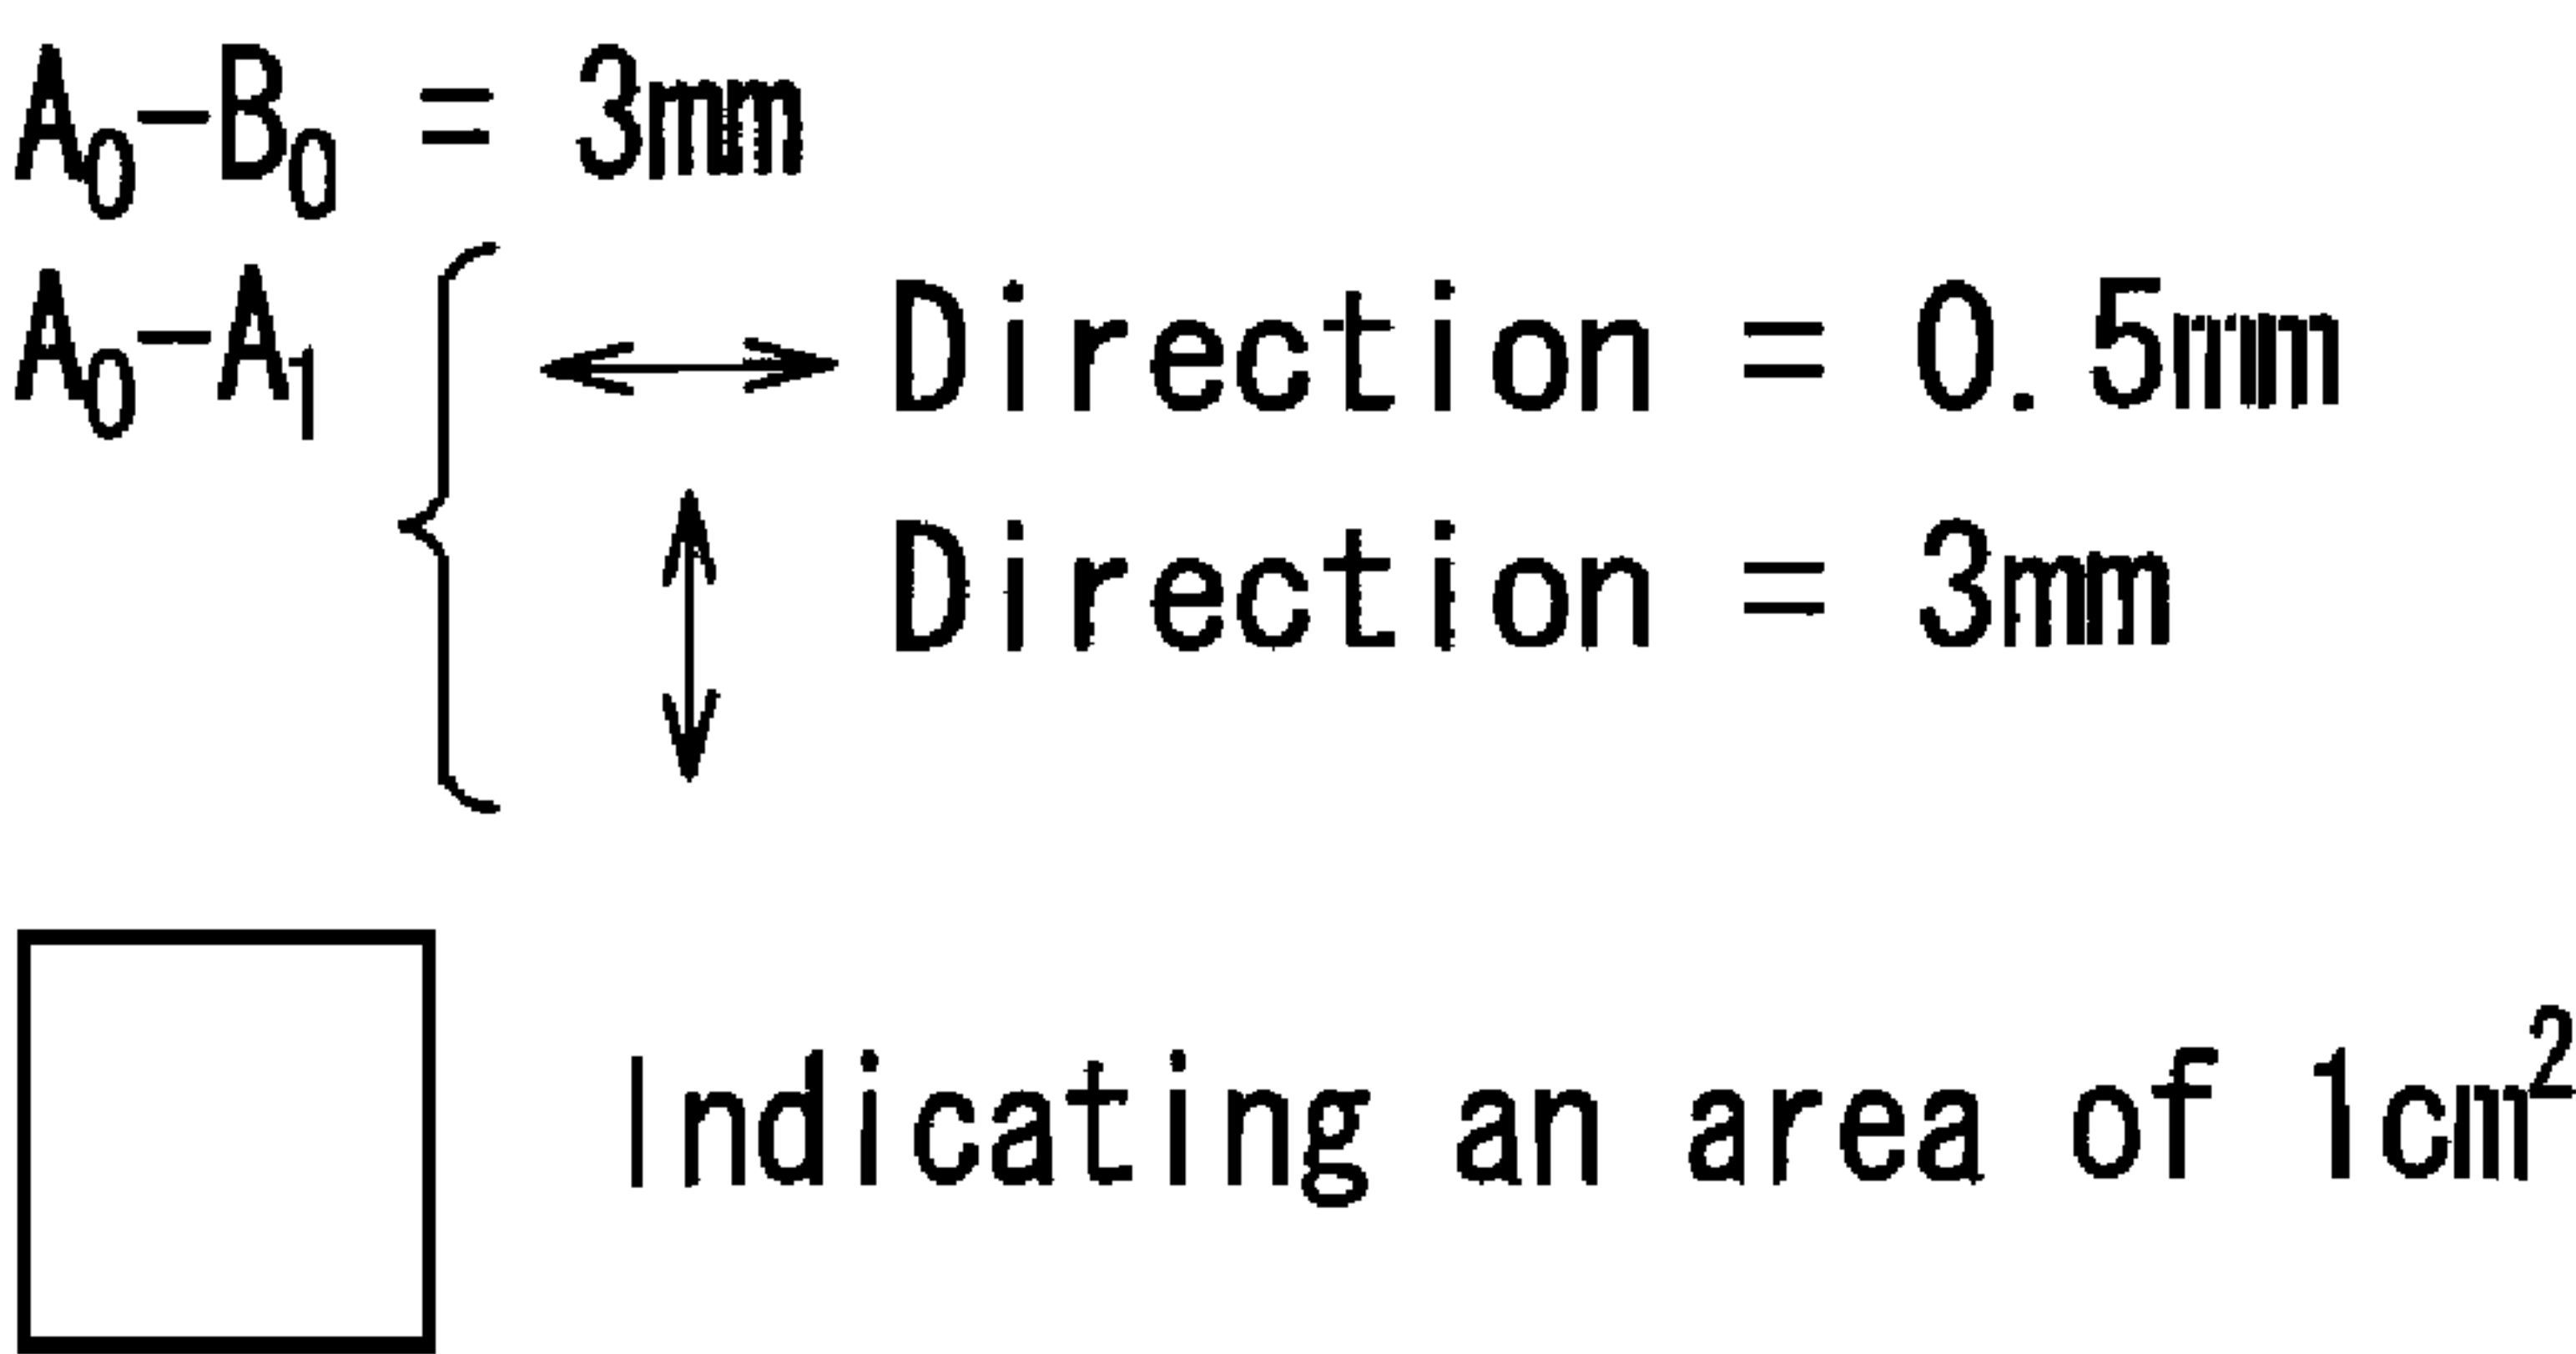 A₀-B₀ = 3mm
A₀-A₁ { ↔ Direction = 0.5mm
↕ Direction = 3mm
Indicating an area of 1cm²